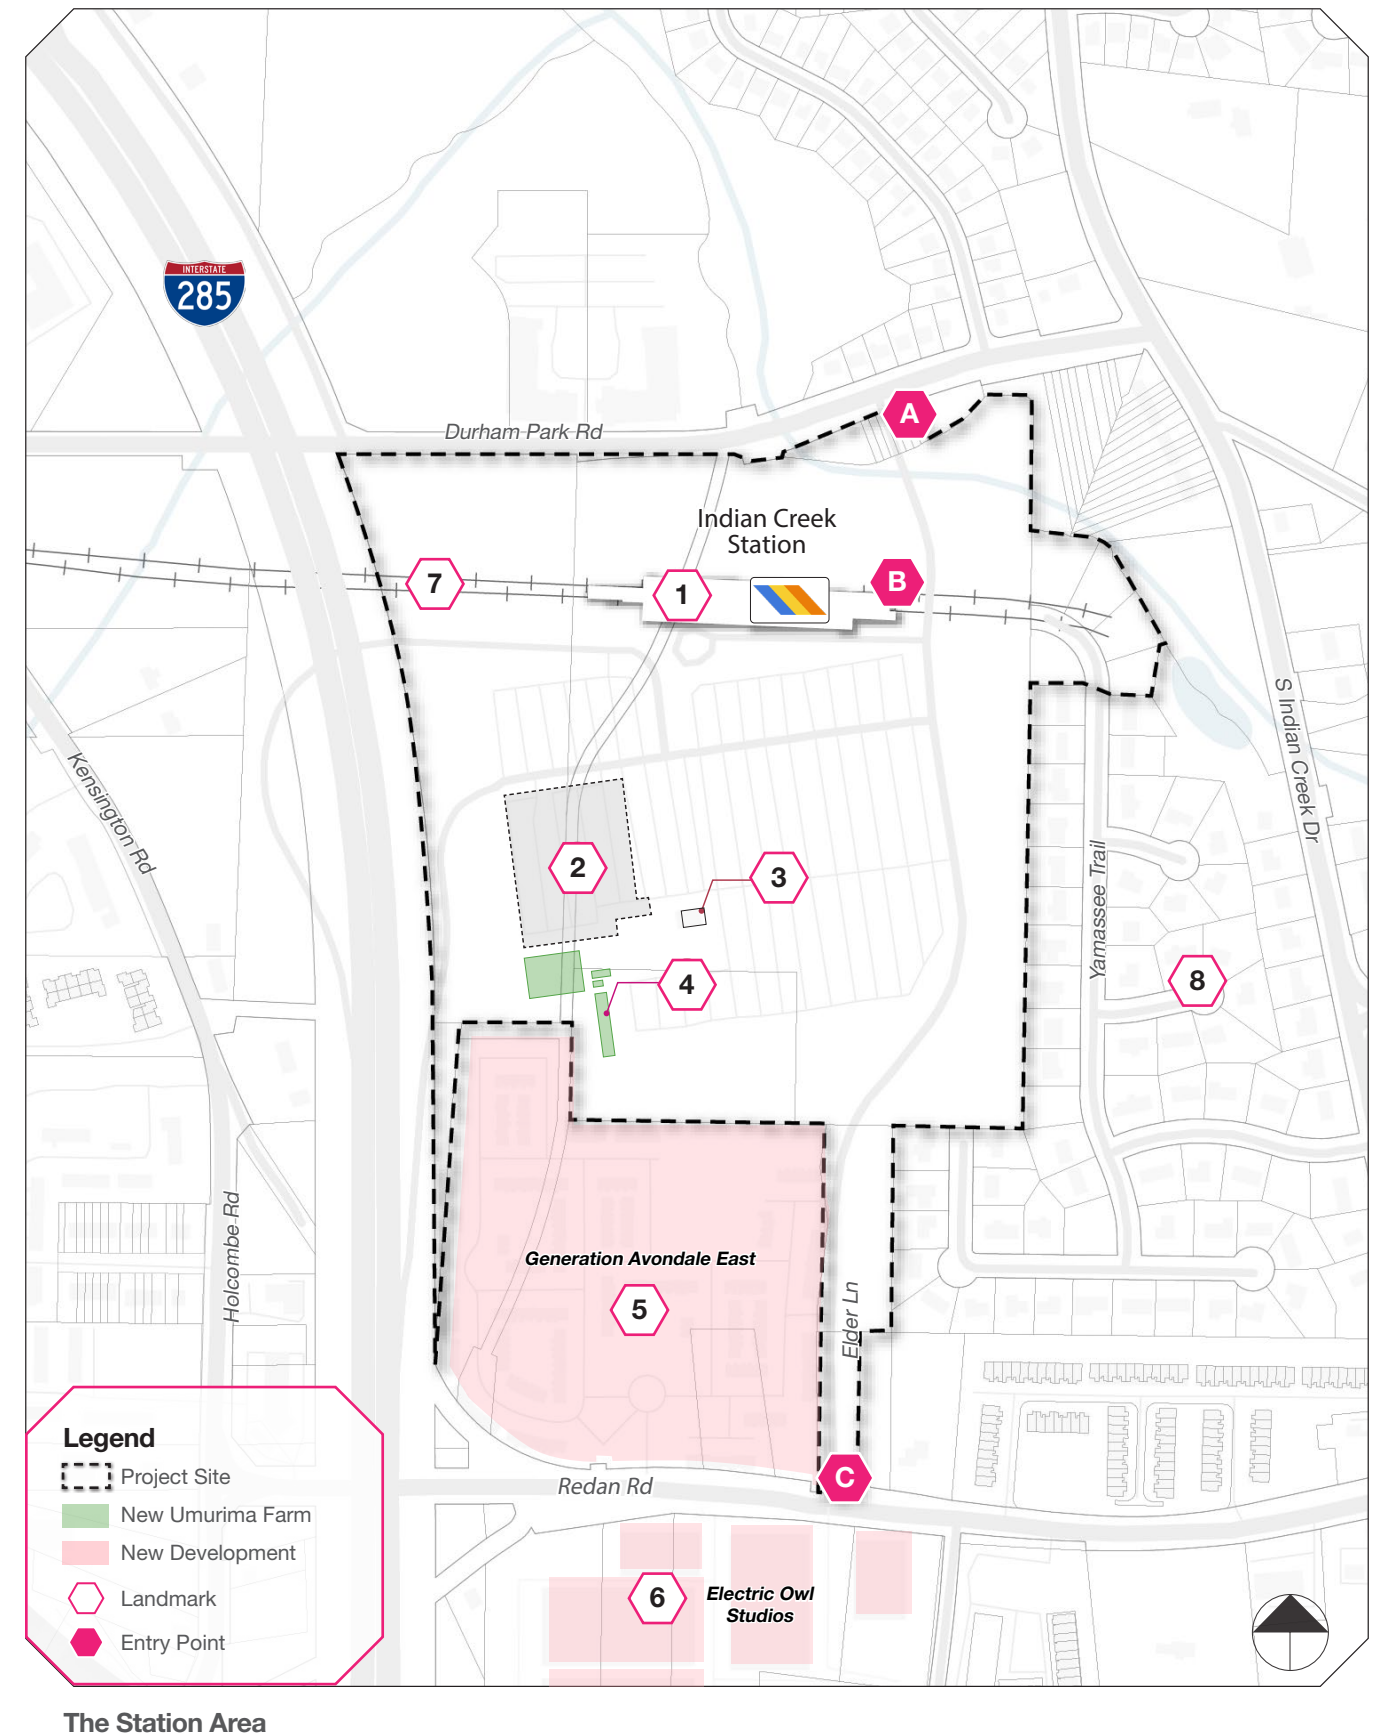 INTERSTATE
285
Durham Park Rd
A
Indian Creek
Station
7
1
B
S Indian Creek Dr
Kensington Rd
2
3
Yamassee Trail
4
8
Holcombe Rd
Generation Avondale East
5
Elder Ln
Legend
Project Site
New Umurima Farm
New Development
Landmark
Entry Point
Redan Rd
C
6
Electric Owl
Studios
The Station Area